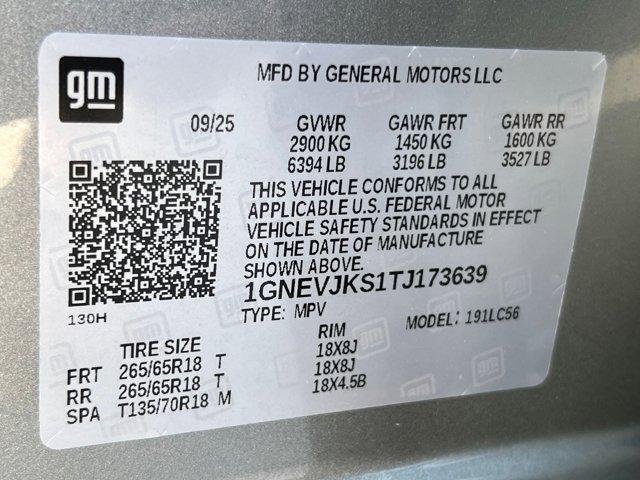 gm
MFD BY GENERAL MOTORS LLC
09/25 GVWR GAWR FRT GAWR RR
2900 KG 1450 KG 1600 KG
6394 LB 3196 LB 3527 LB
THIS VEHICLE CONFORMS TO ALL
APPLICABLE U.S. FEDERAL MOTOR
VEHICLE SAFETY STANDARDS IN EFFECT
ON THE DATE OF MANUFACTURE
SHOWN ABOVE.
1GNEVJKS1TJ173639
130H
TYPE: MPV MODEL: 191LC56
TIRE SIZE RIM
FRT 265/65R18 T 18X8J
RR 265/65R18 T 18X8J
SPA T135/70R18 M 18X4.5B